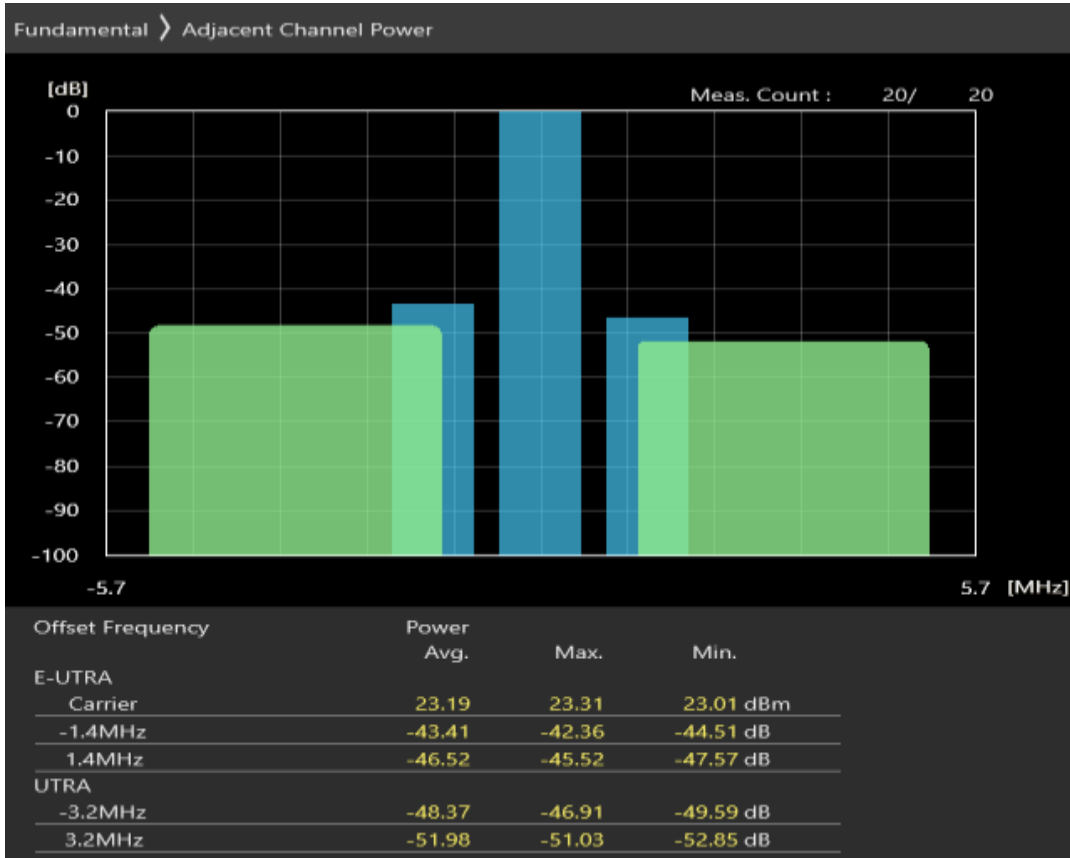 Fundamental 〉 Adjacent Channel Power
[dB]
Meas. Count : 20/ 20
0
-10
-20
-30
-40
-50
-60
-70
-80
-90
-100
-5.7 5.7 [MHz]
Offset Frequency Power
Avg. Max. Min.
E-UTRA
Carrier 23.19 23.31 23.01 dBm
-1.4MHz -43.41 -42.36 -44.51 dB
1.4MHz -46.52 -45.52 -47.57 dB
UTRA
-3.2MHz -48.37 -46.91 -49.59 dB
3.2MHz -51.98 -51.03 -52.85 dB